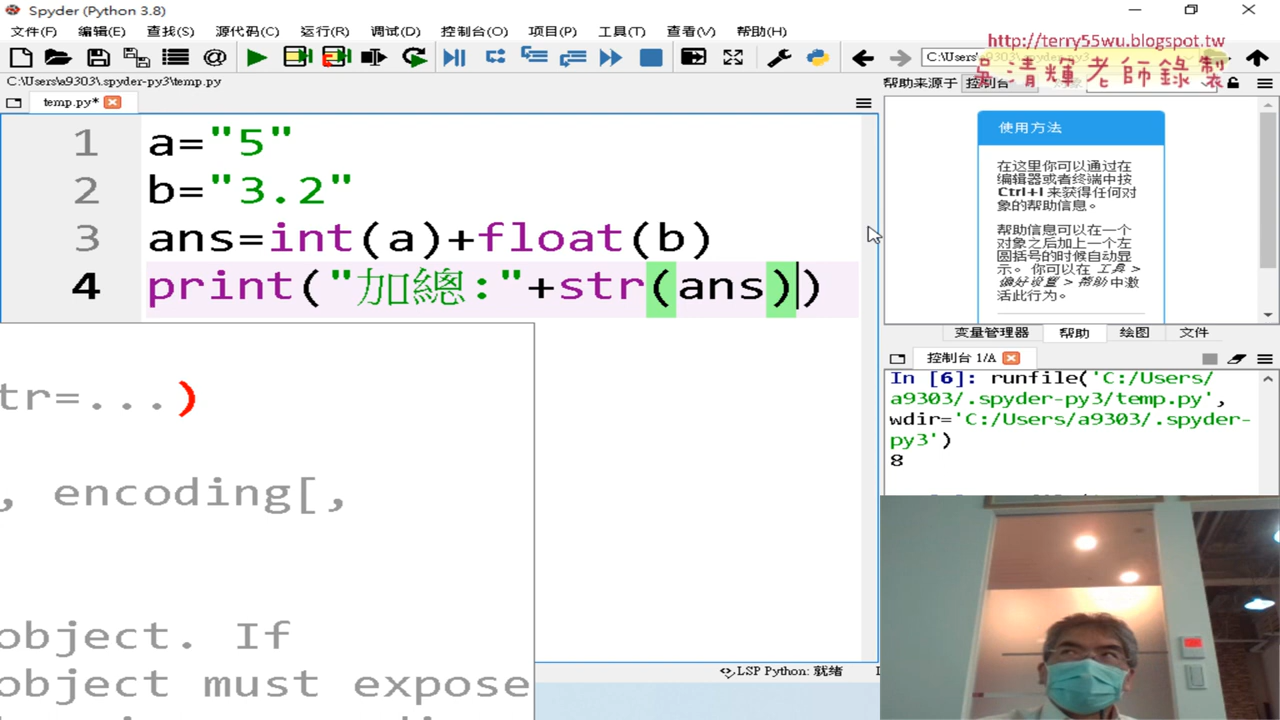 Spyder (Python 3.8)
文件(F) 编辑(E) 查找(S) 源代码(C) 运行(R) 调试(D) 控制台(O) 项目(P) 工具(T) 查看(V) 帮助(H)
http://terry55wu.blogspot.tw
吳清輝老師錄製
C:\Users\a9303\.spyder-py3\temp.py
帮助来源于 控制台
temp.py*
1 a="5"
2 b="3.2"
3 ans=int(a)+float(b)
4 print("加總:"+str(ans))
tr=...)
, encoding[,
object. If
object must expose
使用方法
在这里你可以通过在
编辑器或者终端中按
Ctrl+I 来获得任何对
象的帮助信息。
帮助信息可以在一个
对象之后加上一个左
圆括号的时候自动显
示。 你可以在 工具 >
偏好设置 > 帮助 中激
活此行为。
变量管理器 帮助 绘图 文件
控制台 1/A
In [6]: runfile('C:/Users/
a9303/.spyder-py3/temp.py',
wdir='C:/Users/a9303/.spyder-
py3')
8
LSP Python: 就绪